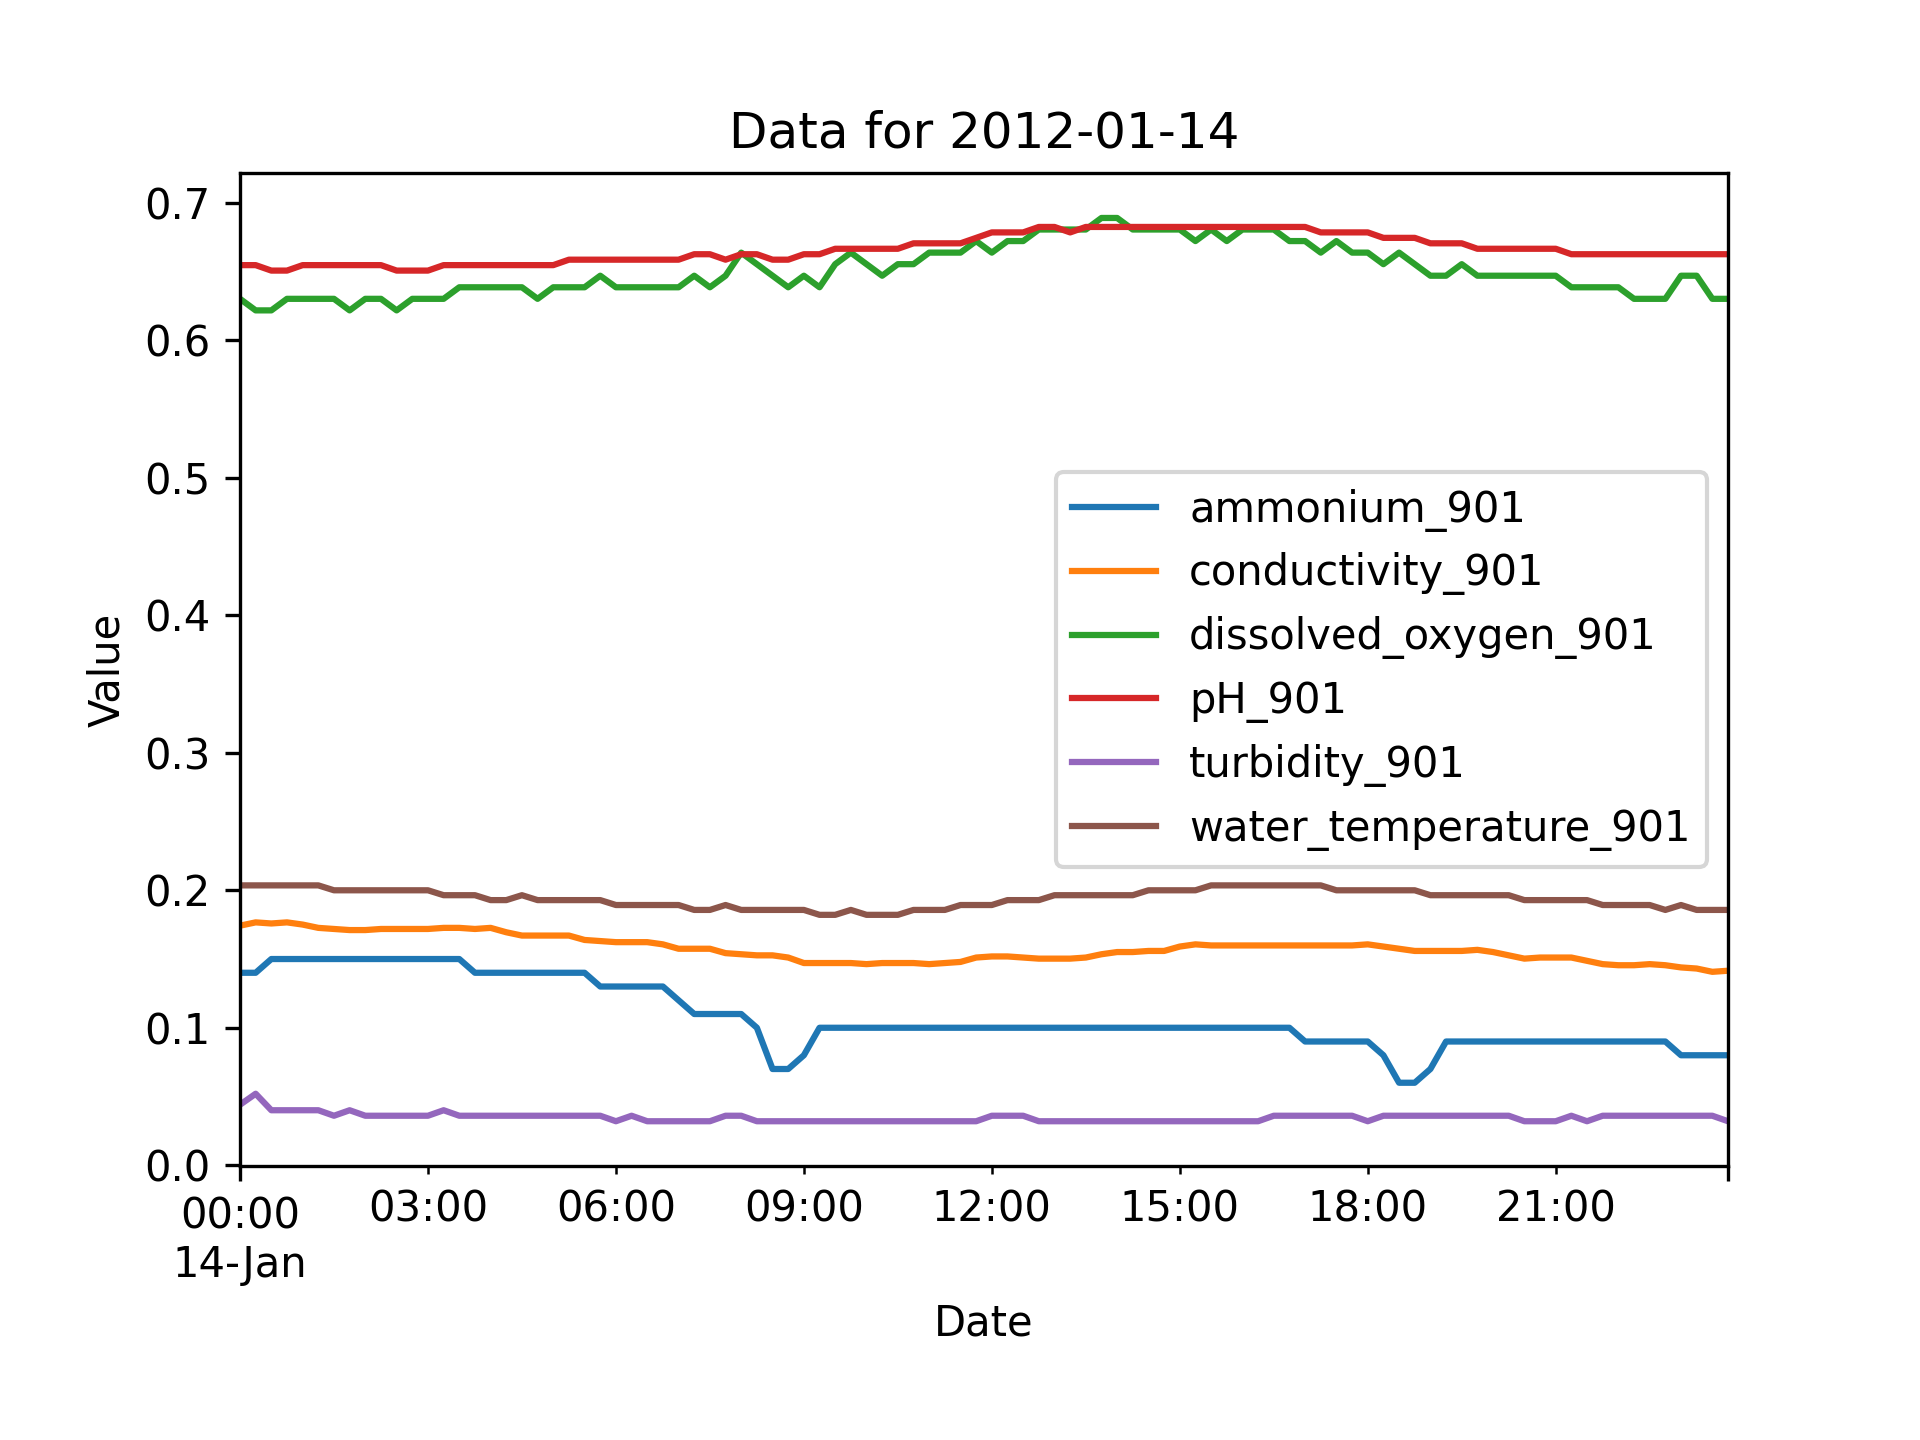 Data for 2012-01-14
0.7
0.6
0.5
0.4
0.3
0.2
0.1
0.0
Value
ammonium_901
conductivity_901
dissolved_oxygen_901
pH_901
turbidity_901
water_temperature_901
00:00 03:00 06:00 09:00 12:00 15:00 18:00 21:00
14-Jan
Date